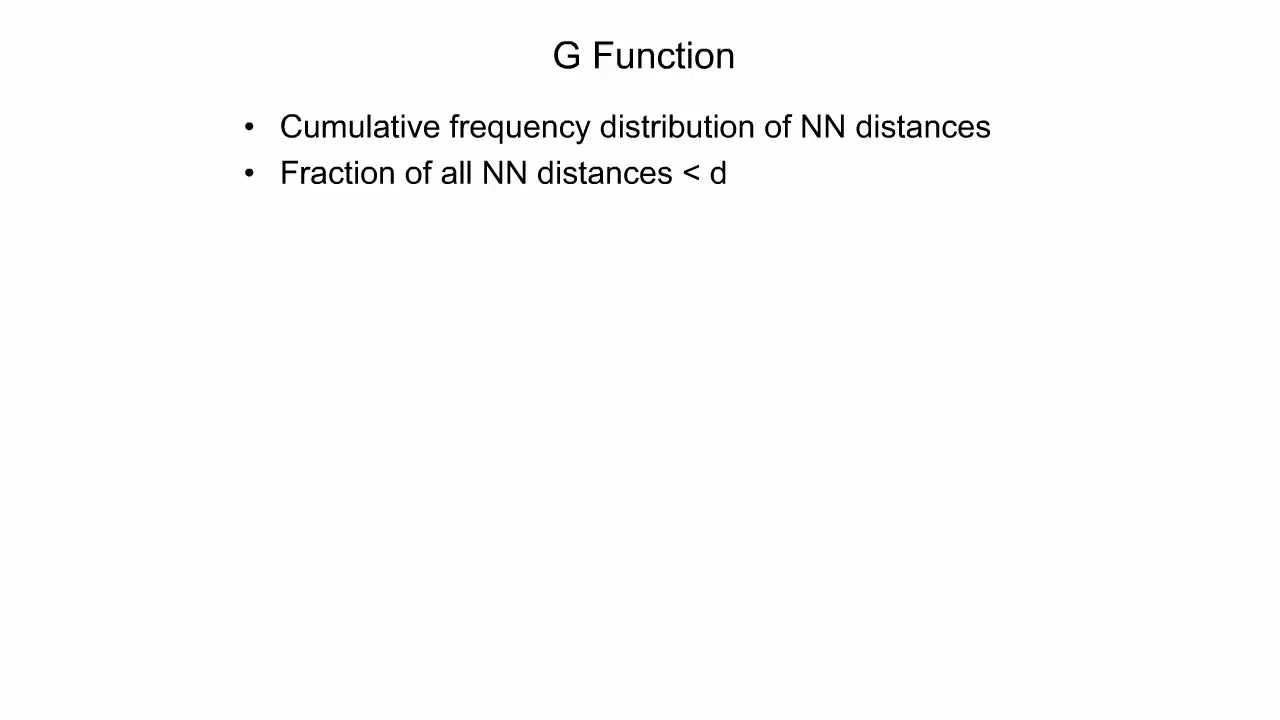 G Function
• Cumulative frequency distribution of NN distances
• Fraction of all NN distances < d